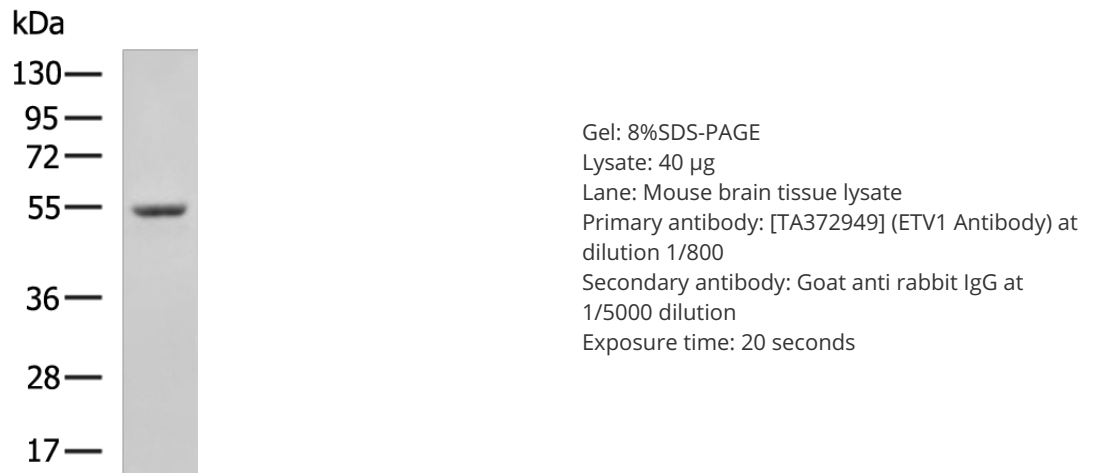 kDa
130
95
72
55
36
28
17
Gel: 8%SDS-PAGE
Lysate: 40 µg
Lane: Mouse brain tissue lysate
Primary antibody: [TA372949] (ETV1 Antibody) at
dilution 1/800
Secondary antibody: Goat anti rabbit IgG at
1/5000 dilution
Exposure time: 20 seconds